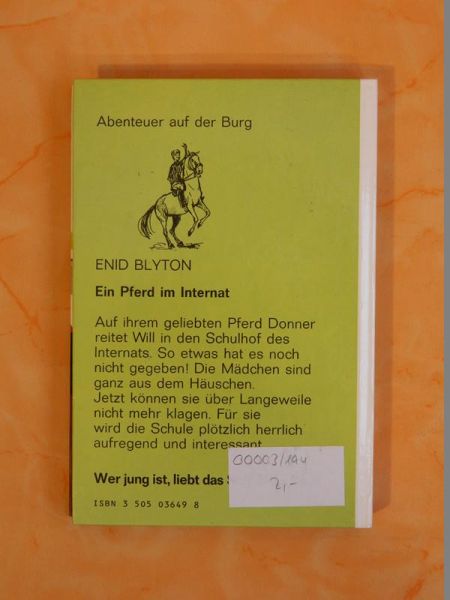 Abenteuer auf der Burg
ENID BLYTON
Ein Pferd im Internat
Auf ihrem geliebten Pferd Donner
reitet Will in den Schulhof des
Internats. So etwas hat es noch
nicht gegeben! Die Mädchen sind
ganz aus dem Häuschen.
Jetzt können sie über Langeweile
nicht mehr klagen. Für sie
wird die Schule plötzlich herrlich
aufregend und interessant
Wer jung ist, liebt das
2,-
ISBN 3 505 03649 8